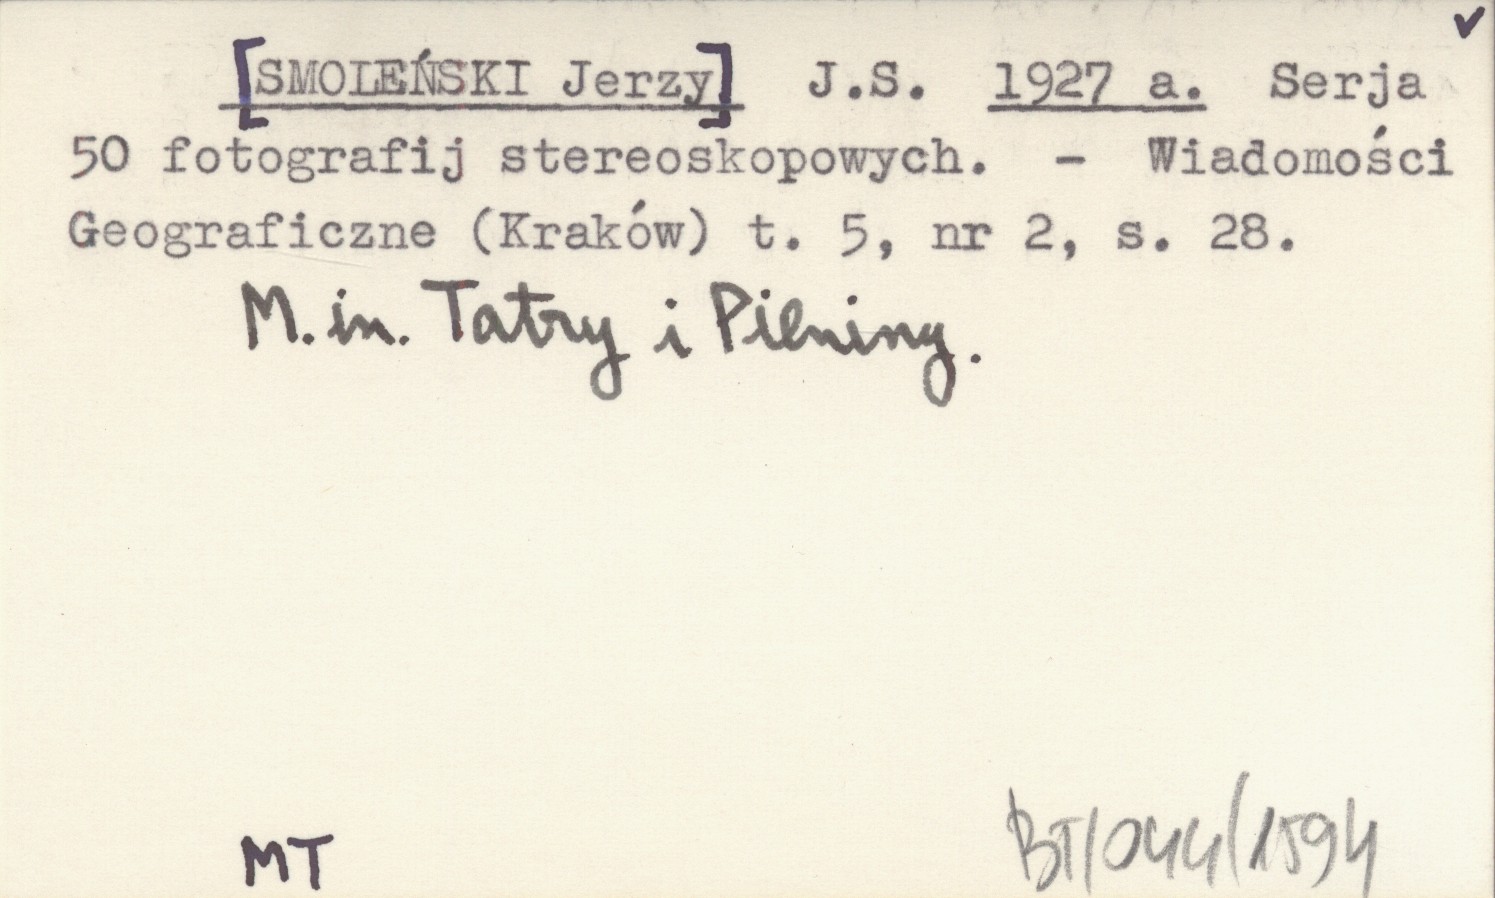 [SMOLEŃSKI Jerzy] J.S. 1927 a. Serja
50 fotografij stereoskopowych. - Wiadomości
Geograficzne (Kraków) t. 5, nr 2, s. 28.
M. in. Tatry i Pieniny.
MT
BT/044/1594